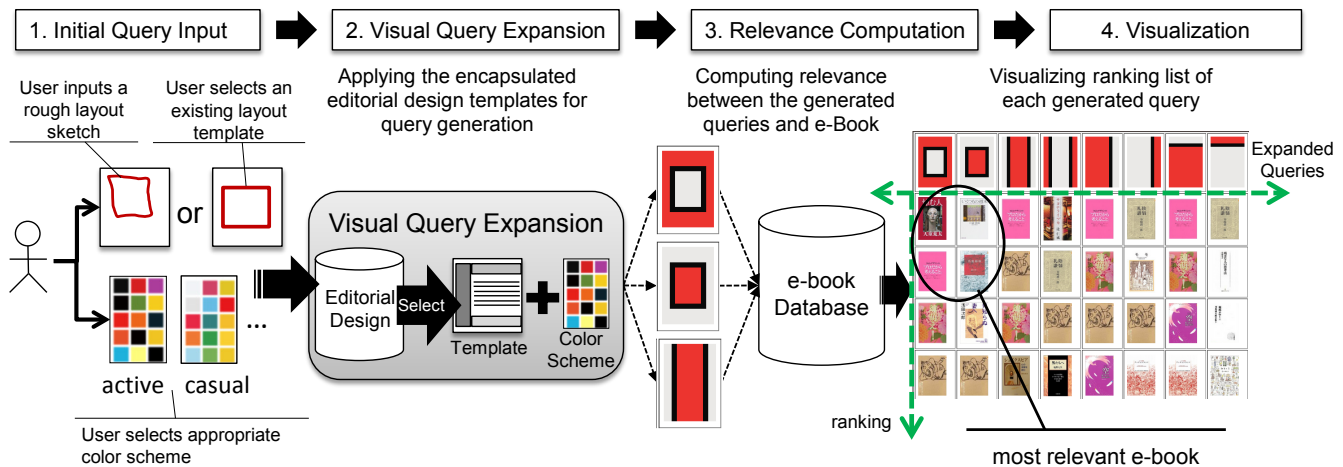 1. Initial Query Input
2. Visual Query Expansion
3. Relevance Computation
4. Visualization
User inputs a
rough layout
sketch
User selects an
existing layout
template
or
active
casual
...
User selects appropriate
color scheme
Applying the encapsulated
editorial design templates for
query generation
Visual Query Expansion
Editorial
Design
Select
Template
Color
Scheme
Computing relevance
between the generated
queries and e-Book
e-book
Database
Visualizing ranking list of
each generated query
Expanded
Queries
ranking
most relevant e-book